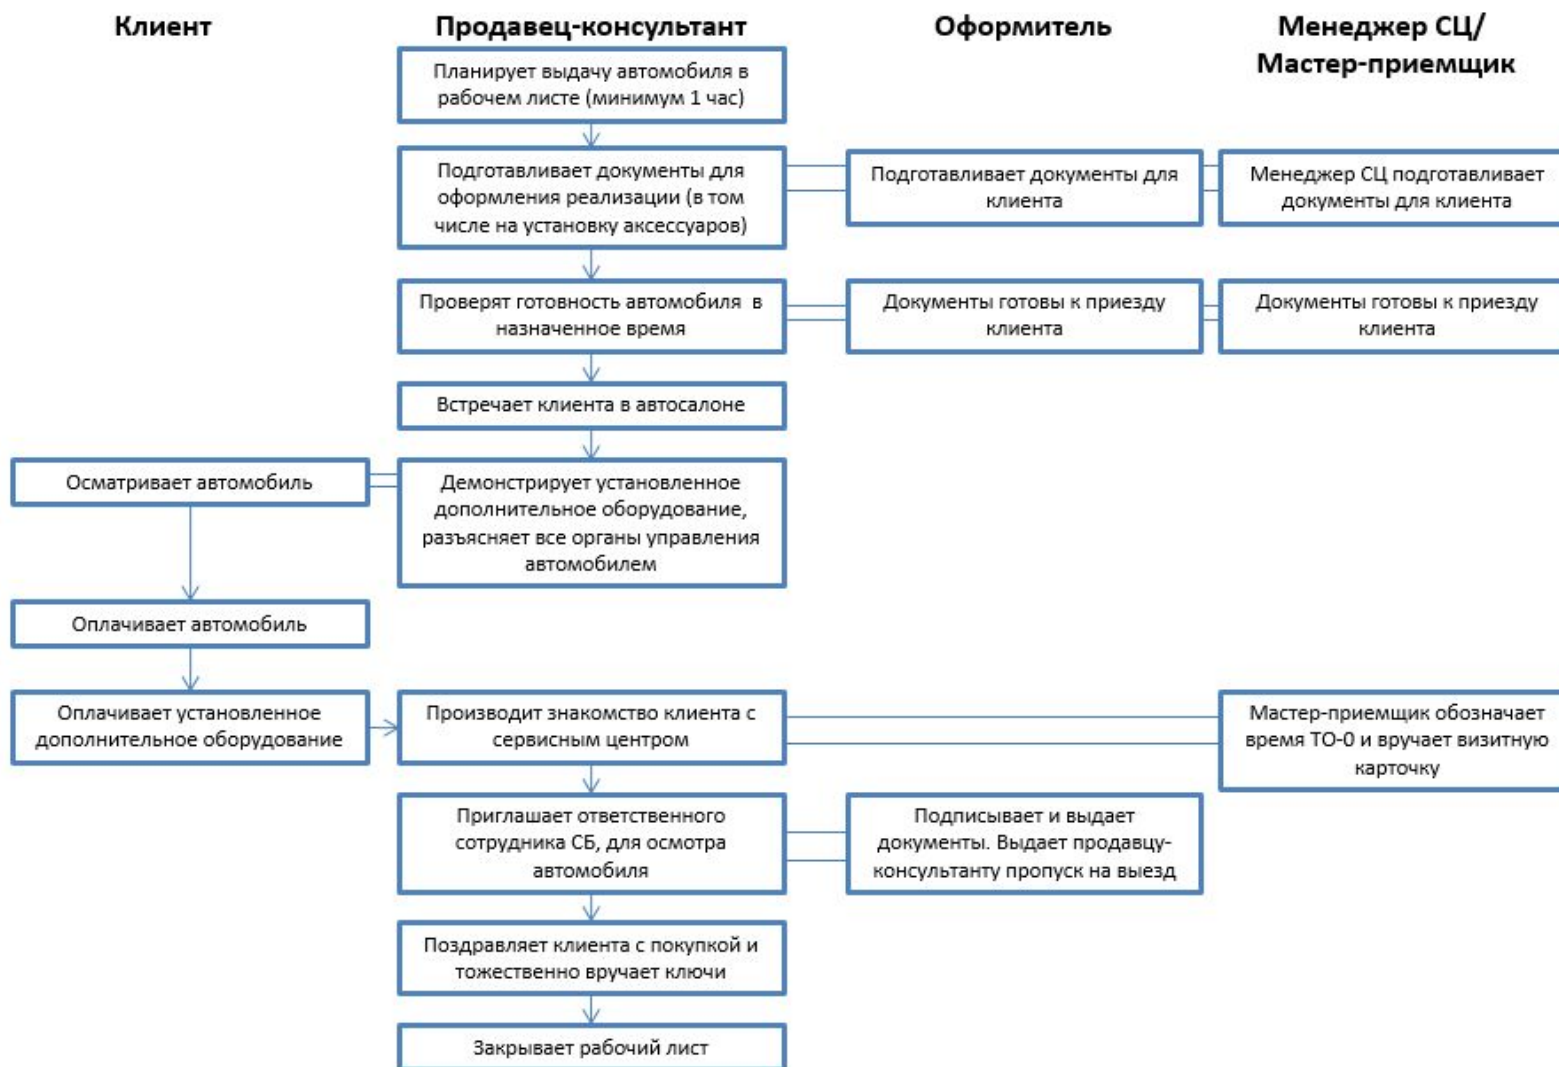 Клиент
Продавец-консультант
Оформитель
Менеджер СЦ/
Мастер-приемщик
Планирует выдачу автомобиля в
рабочем листе (минимум 1 час)
Подготавливает документы для
оформления реализации (в том
числе на установку аксессуаров)
Подготавливает документы для
клиента
Менеджер СЦ подготавливает
документы для клиента
Проверят готовность автомобиля в
назначенное время
Документы готовы к приезду
клиента
Документы готовы к приезду
клиента
Встречает клиента в автосалоне
Осматривает автомобиль
Демонстрирует установленное
дополнительное оборудование,
разъясняет все органы управления
автомобилем
Оплачивает автомобиль
Оплачивает установленное
дополнительное оборудование
Производит знакомство клиента с
сервисным центром
Мастер-приемщик обозначает
время ТО-0 и вручает визитную
карточку
Приглашает ответственного
сотрудника СБ, для осмотра
автомобиля
Подписывает и выдает
документы. Выдает продавцу-
консультанту пропуск на выезд
Поздравляет клиента с покупкой и
тожественно вручает ключи
Закрывает рабочий лист